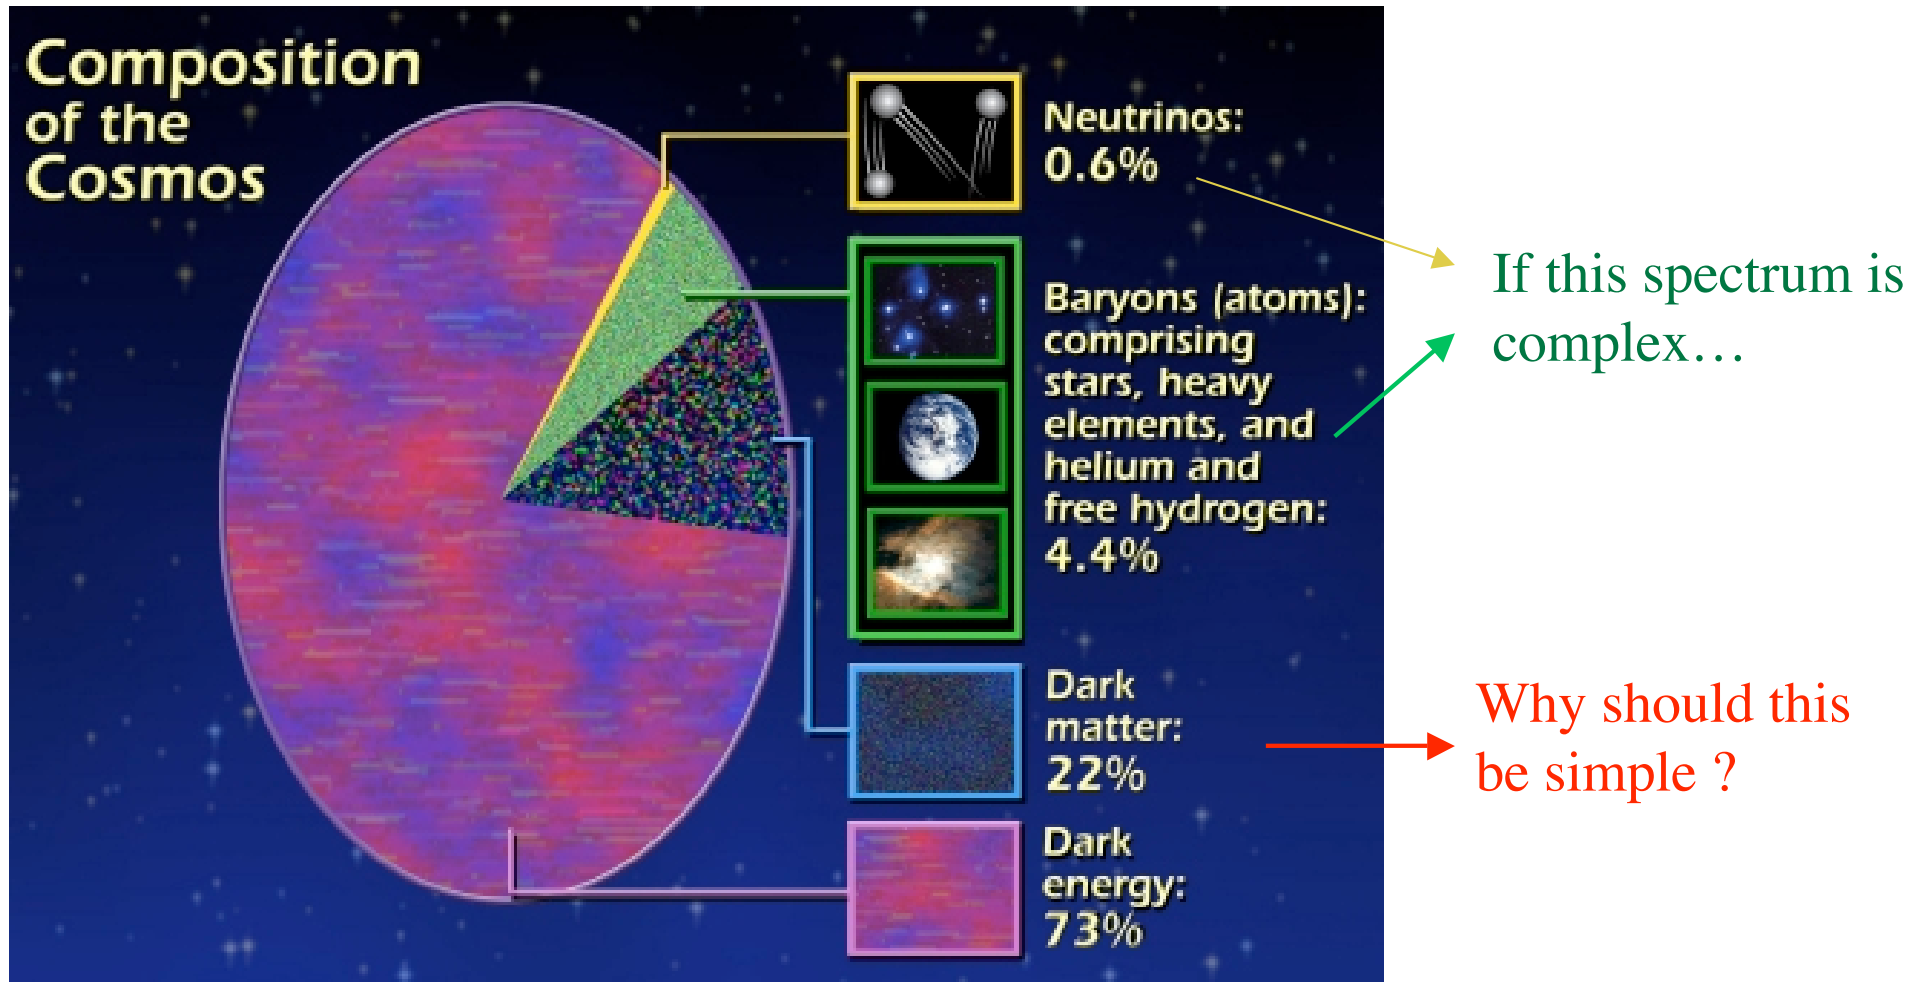 Composition
of the
Cosmos
Neutrinos:
0.6%
If this spectrum is
complex…
Baryons (atoms):
comprising
stars, heavy
elements, and
helium and
free hydrogen:
4.4%
Dark
matter:
22%
Why should this
be simple ?
Dark
energy:
73%